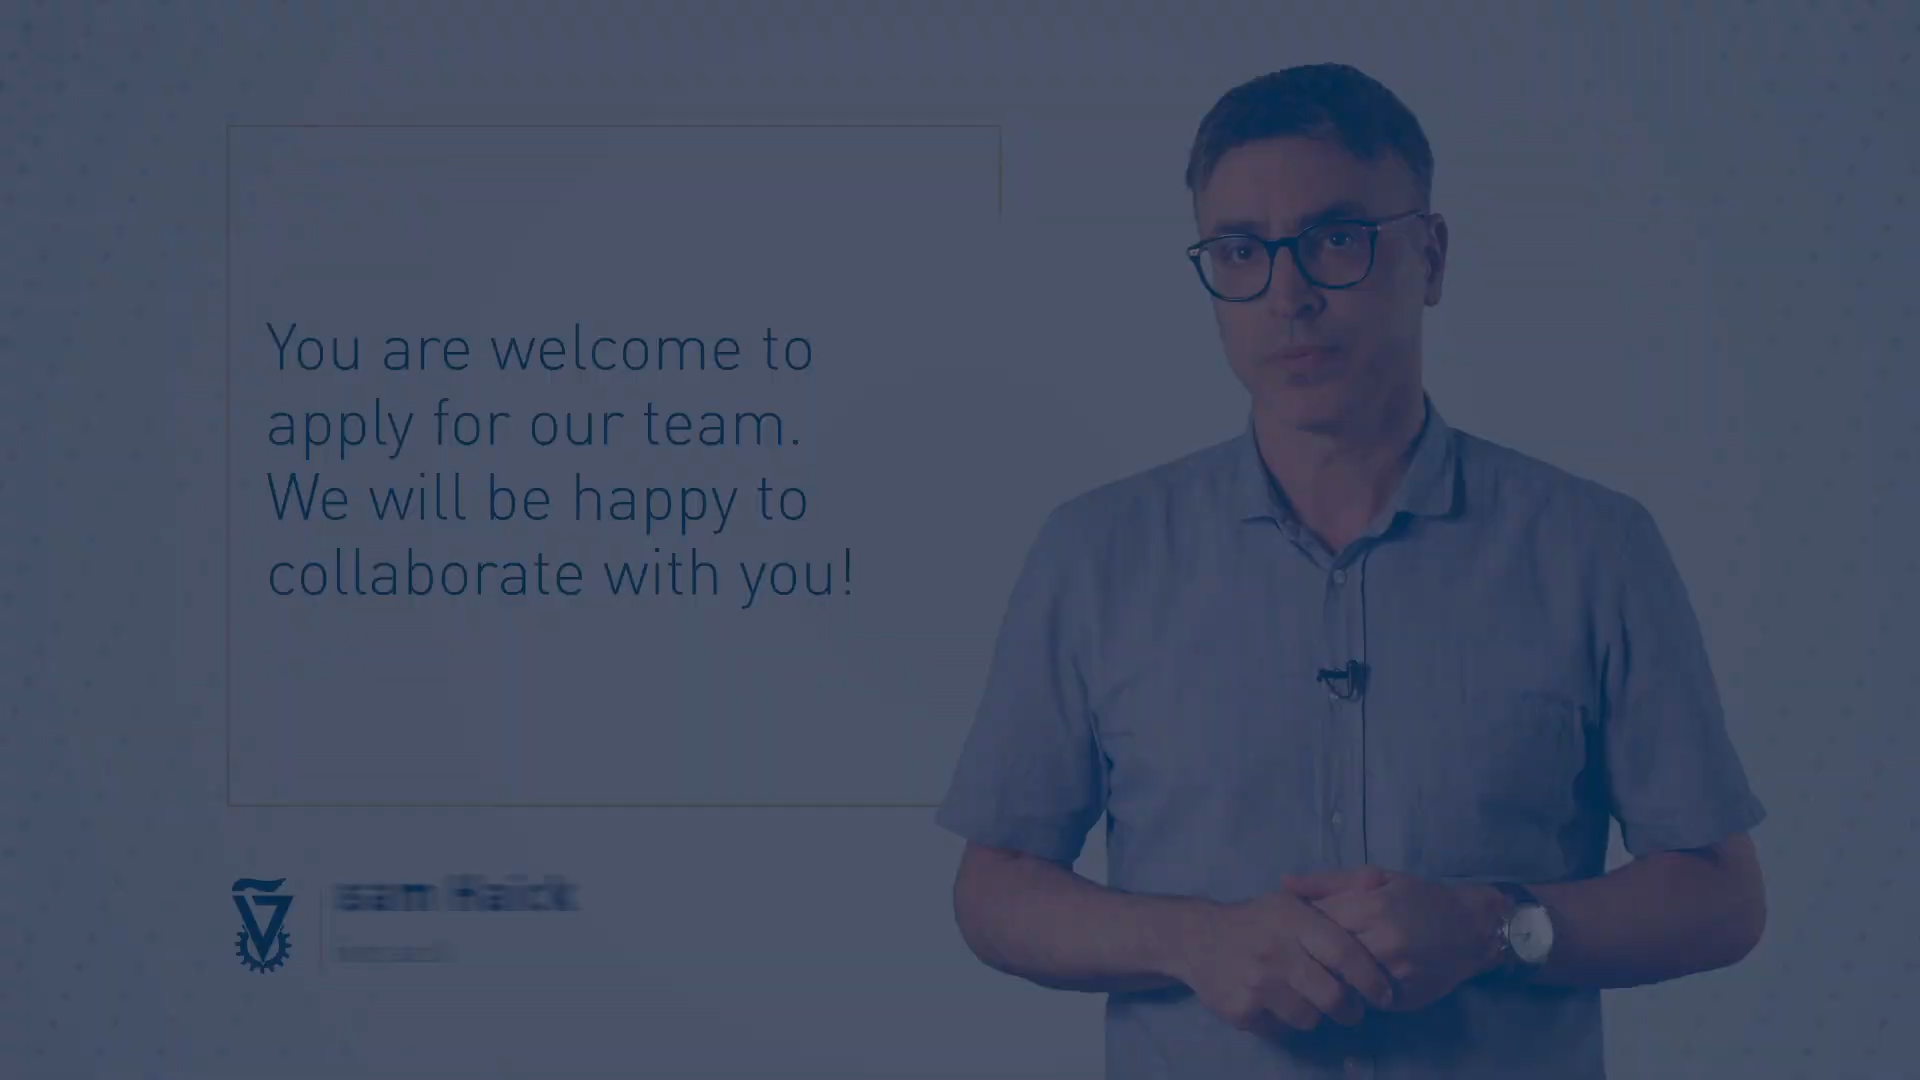 You are welcome to
apply for our team.
We will be happy to
collaborate with you!